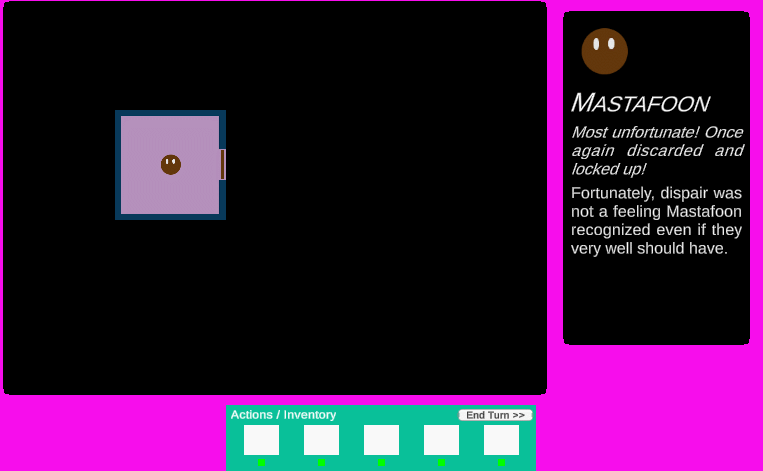 MASTAFOON
Most unfortunate! Once
again discarded and
locked up!
Fortunately, dispair was
not a feeling Mastafoon
recognized even if they
very well should have.
Actions / Inventory
End Turn >>